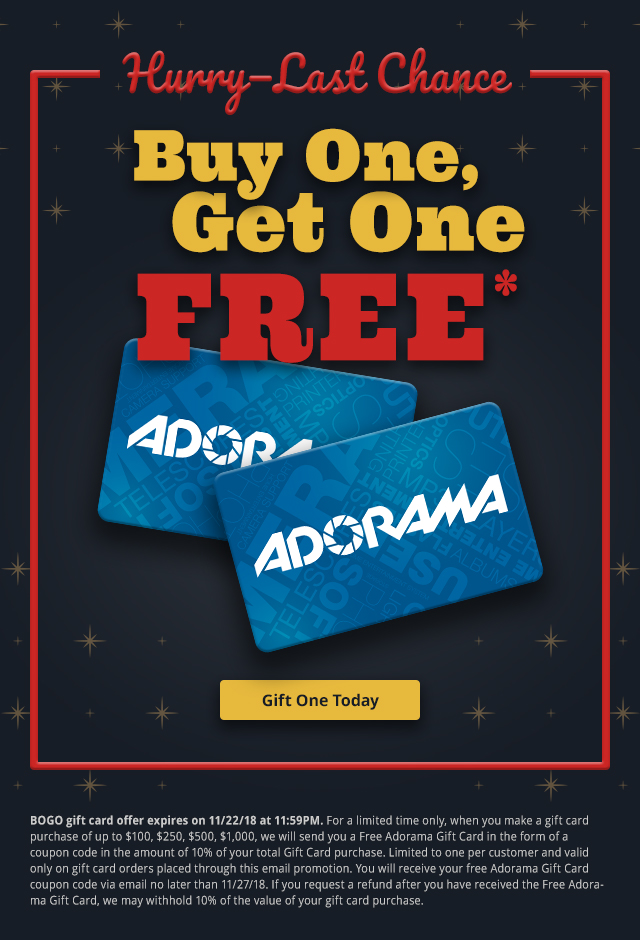 Hurry—Last Chance
Buy One,
Get One
FREE*
ADORA
ADORAMA
Gift One Today
BOGO gift card offer expires on 11/22/18 at 11:59PM. For a limited time only, when you make a gift card
purchase of up to $100, $250, $500, $1,000, we will send you a Free Adorama Gift Card in the form of a
coupon code in the amount of 10% of your total Gift Card purchase. Limited to one per customer and valid
only on gift card orders placed through this email promotion. You will receive your free Adorama Gift Card
coupon code via email no later than 11/27/18. If you request a refund after you have received the Free Adora-
ma Gift Card, we may withhold 10% of the value of your gift card purchase.